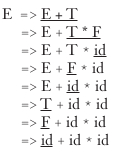 E => E + T
=> E + T * F
=> E + T * id
=> E + F * id
=> E + id * id
=> T + id * id
=> F + id * id
=> id + id * id